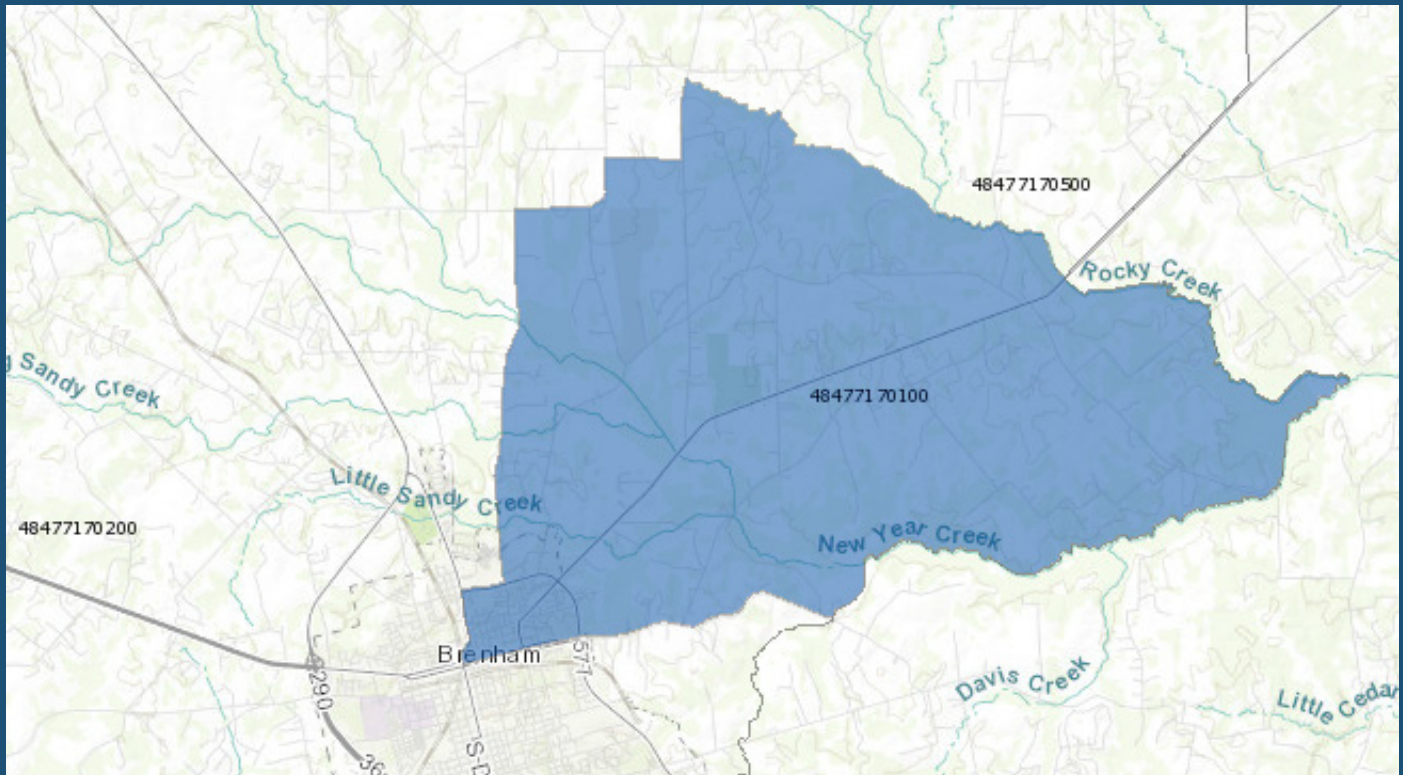 48477170500
Rocky Creek
Sandy Creek
48477170100
Little Sandy Creek
48477170200
New Year Creek
Brenham
577
290
Davis Creek
Little Cedar
S D
36